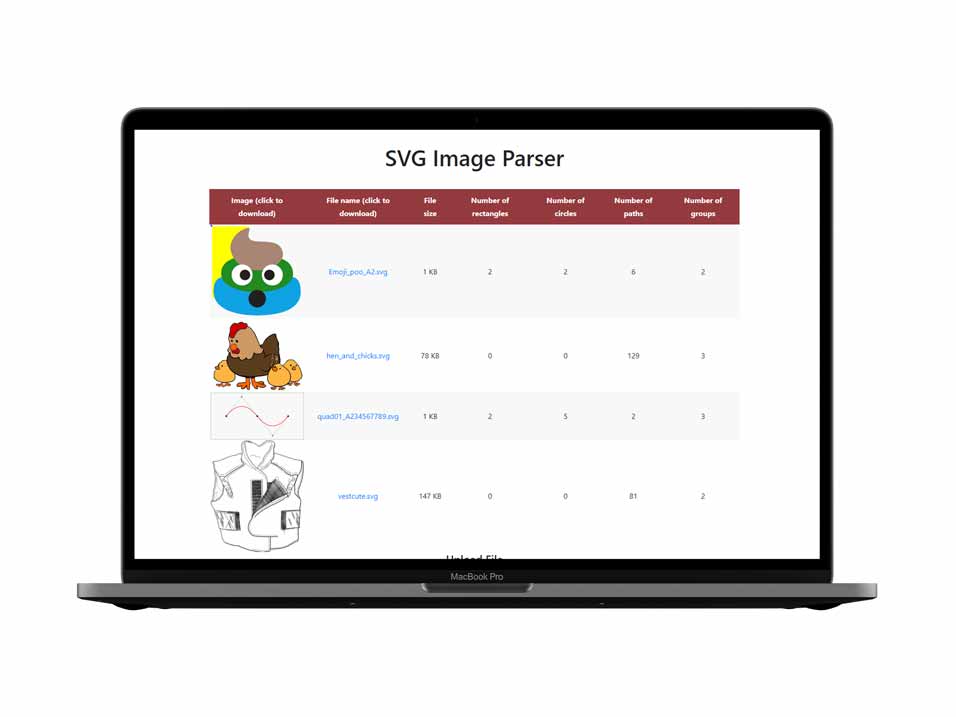 SVG Image Parser
Image (click to
download)
File name (click to
download)
File
size
Number of
rectangles
Number of
circles
Number of
paths
Number of
groups
Emoji_poo_A2.svg 1 KB 2 2 6 2
hen_and_chicks.svg 78 KB 0 0 129 3
quad01_A234567789.svg 1 KB 2 5 2 3
vestcute.svg 147 KB 0 0 81 2
Upload File
MacBook Pro